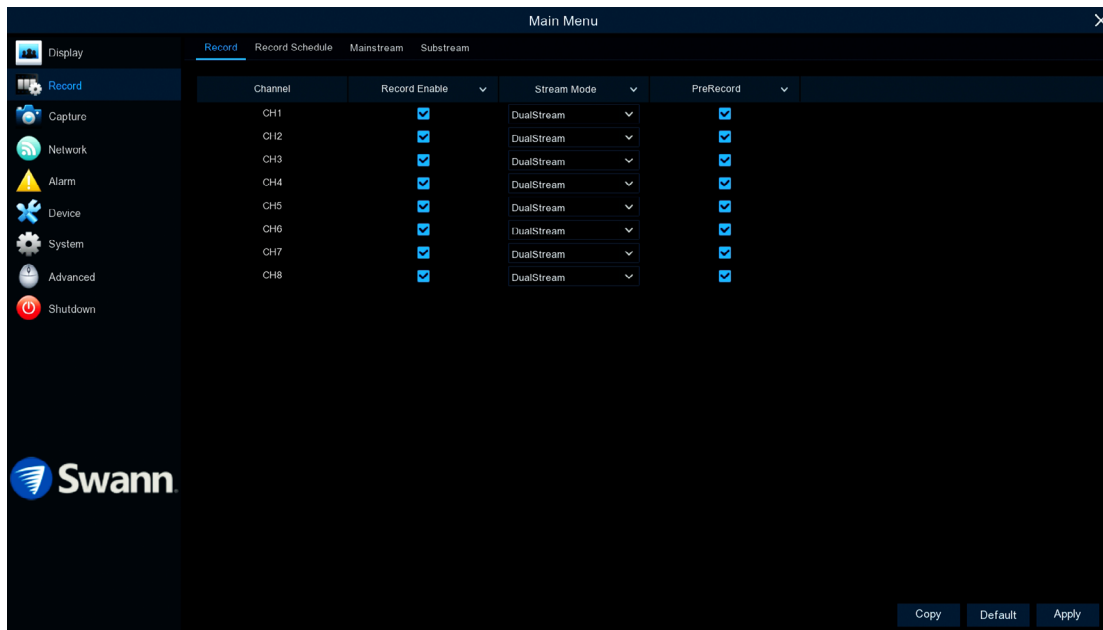 Main Menu
Display
Record
Capture
Network
Alarm
Device
System
Advanced
Shutdown
Swann
Record Record Schedule Mainstream Substream
Channel Record Enable Stream Mode PreRecord
CH1 DualStream
CH2 DualStream
CH3 DualStream
CH4 DualStream
CH5 DualStream
CH6 DualStream
CH7 DualStream
CH8 DualStream
Copy Default Apply